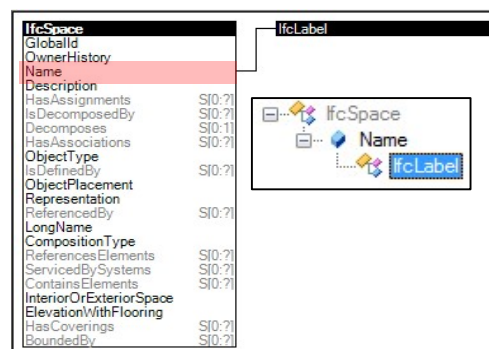 IfcSpace
GlobalId
OwnerHistory
Name
Description
HasAssignments S[0:?]
IsDecomposedBy S[0:?]
Decomposes S[0:1]
HasAssociations S[0:?]
ObjectType
IsDefinedBy S[0:?]
ObjectPlacement
Representation
ReferencedBy S[0:?]
LongName
CompositionType
ReferencesElements S[0:?]
ServicedBySystems S[0:?]
ContainsElements S[0:?]
InteriorOrExteriorSpace
ElevationWithFlooring
HasCoverings S[0:?]
BoundedBy S[0:?]
IfcLabel
IfcSpace
Name
IfcLabel